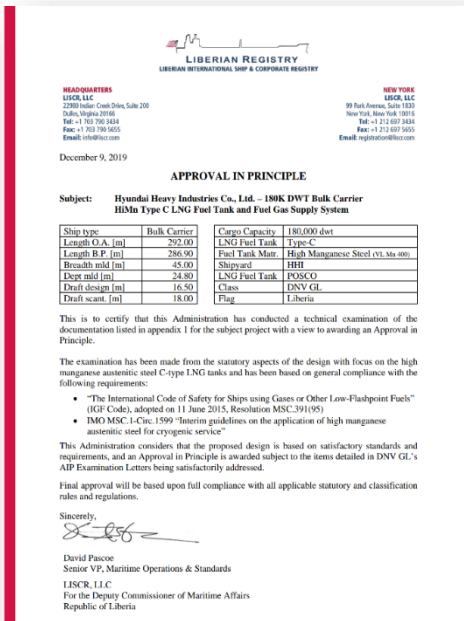 LIBERIAN REGISTRY
LIBERIAN INTERNATIONAL SHIP & CORPORATE REGISTRY
HEADQUARTERS
LISCR, LLC
22980 Indian Creek Drive, Suite 200
Dulles, Virginia 20166
Tel: +1 703 790 3434
Fax: +1 703 790 5655
Email: info@liscr.com
NEW YORK
LISCR, LLC
99 Park Avenue, Suite 1830
New York, New York 10016
Tel: +1 212 697 3434
Fax: +1 212 697 5655
Email: registration@liscr.com
December 9, 2019
APPROVAL IN PRINCIPLE
Subject: Hyundai Heavy Industries Co., Ltd. – 180K DWT Bulk Carrier
HiMn Type C LNG Fuel Tank and Fuel Gas Supply System
Ship type Bulk Carrier
Length O.A. [m] 292.00
Length B.P. [m] 286.90
Breadth mld [m] 45.00
Dept mld [m] 24.80
Draft design [m] 16.50
Draft scant. [m] 18.00
Cargo Capacity 180,000 dwt
LNG Fuel Tank Type-C
Fuel Tank Matr. High Manganese Steel (VL Mn 400)
Shipyard HHI
LNG Fuel Tank POSCO
Class DNV GL
Flag Liberia
This is to certify that this Administration has conducted a technical examination of the
documentation listed in appendix 1 for the subject project with a view to awarding an Approval in
Principle.
The examination has been made from the statutory aspects of the design with focus on the high
manganese austenitic steel C-type LNG tanks and has been based on general compliance with the
following requirements:
• "The International Code of Safety for Ships using Gases or Other Low-Flashpoint Fuels"
(IGF Code), adopted on 11 June 2015, Resolution MSC.391(95)
• IMO MSC.1-Circ.1599 "Interim guidelines on the application of high manganese
austenitic steel for cryogenic service"
This Administration considers that the proposed design is based on satisfactory standards and
requirements, and an Approval in Principle is awarded subject to the items detailed in DNV GL's
AIP Examination Letters being satisfactorily addressed.
Final approval will be based upon full compliance with all applicable statutory and classification
rules and regulations.
Sincerely,
David Pascoe
Senior VP, Maritime Operations & Standards
LISCR, LLC
For the Deputy Commissioner of Maritime Affairs
Republic of Liberia